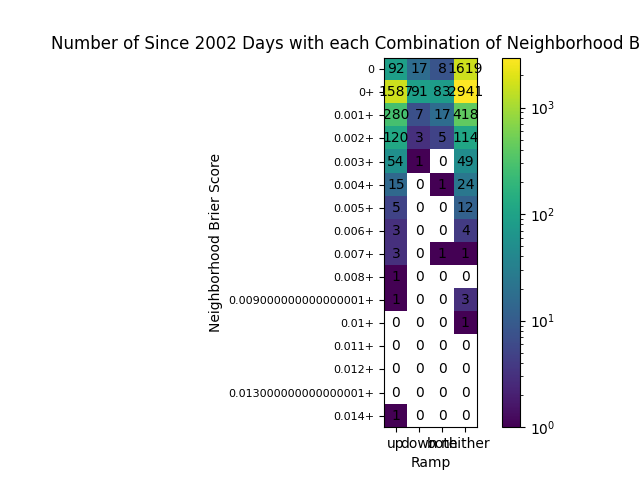 Number of Since 2002 Days with each Combination of Neighborhood B
Neighborhood Brier Score
0 92 17 8 1619
0+ 1587 91 83 2941
0.001+ 280 7 17 418
0.002+ 120 3 5 114
0.003+ 54 1 0 49
0.004+ 15 0 1 24
0.005+ 5 0 0 12
0.006+ 3 0 0 4
0.007+ 3 0 1 1
0.008+ 1 0 0 0
0.009000000000000001+ 1 0 0 3
0.01+ 0 0 0 1
0.011+ 0 0 0 0
0.012+ 0 0 0 0
0.013000000000000001+ 0 0 0 0
0.014+ 1 0 0 0
up down both neither
Ramp
10³
10²
10¹
10⁰